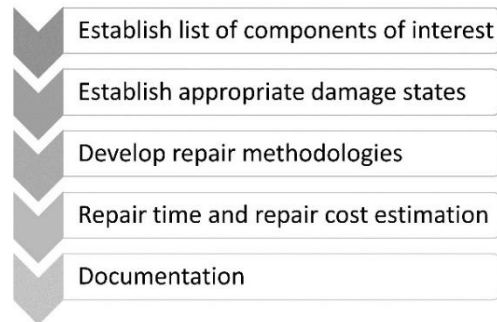 Establish list of components of interest
Establish appropriate damage states
Develop repair methodologies
Repair time and repair cost estimation
Documentation